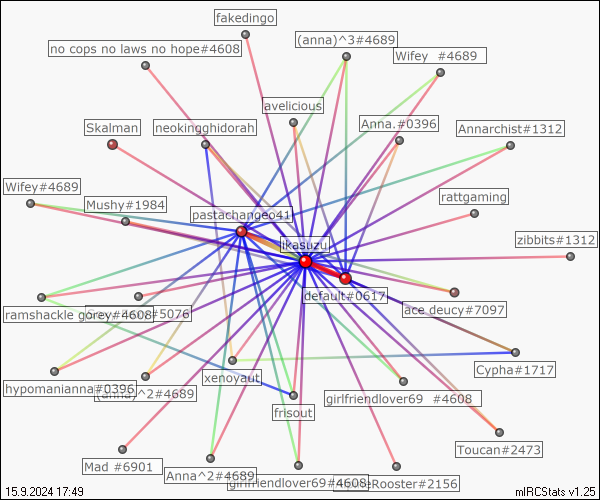 fakedingo
(anna)^3#4689
no cops no laws no hope#4608
Wifey_ #4689
avelicious
Skalman
neokingghidorah
Anna.#0396
Annarchist#1312
Wifey#4689
Mushy#1984
rattgaming
pastachangeo41
zibbits#1312
ikasuzu
default#0617
ramshackle gorey#4608
#5076
ace deucy#7097
Cypha#1717
xenoyaut
hypomanianna#0396
(anna)^2#4689
girlfriendlover69_ #4608
frisout
Toucan#2473
Mad #6901
Anna^2#4689
girlfriendlover69#4608
Rooster#2156
15.9.2024 17:49
mIRCStats v1.25